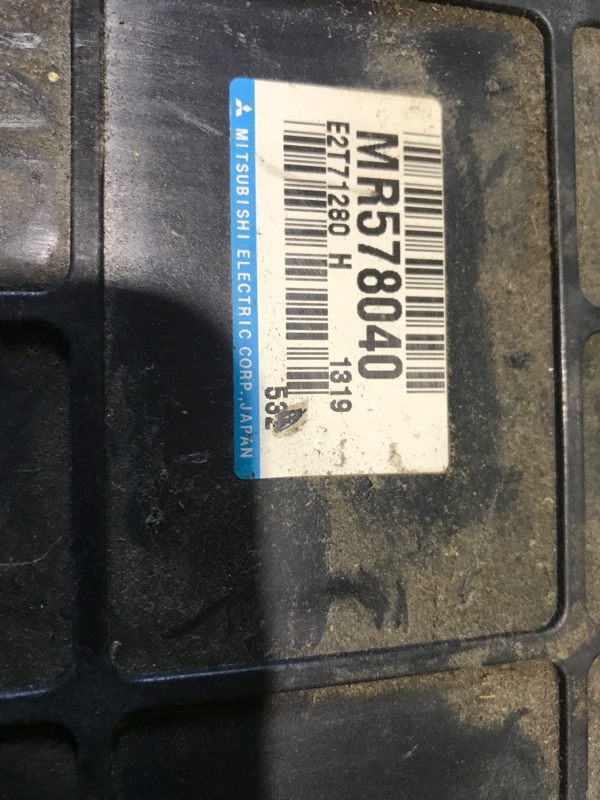 MR578040
E2T71280 H 1319
532
MITSUBISHI ELECTRIC CORP., JAPAN